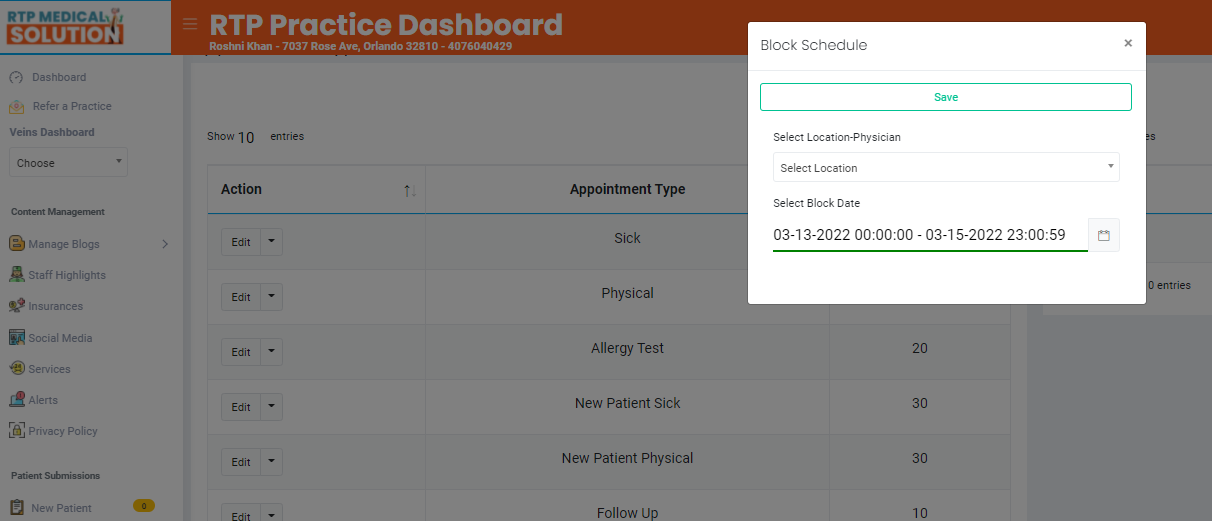 RTP MEDICAL
SOLUTION
RTP Practice Dashboard
Roshni Khan - 7037 Rose Ave, Orlando 32810 - 4076040429
Dashboard
Refer a Practice
Veins Dashboard
Choose
Content Management
Manage Blogs
Staff Highlights
Insurances
Social Media
Services
Alerts
Privacy Policy
Patient Submissions
New Patient 0
Show 10 entries
Action Appointment Type
Edit Sick
Edit Physical
Edit Allergy Test 20
Edit New Patient Sick 30
Edit New Patient Physical 30
Edit Follow Up 10
Block Schedule ×
Save
Select Location-Physician
Select Location
Select Block Date
03-13-2022 00:00:00 - 03-15-2022 23:00:59
0 entries